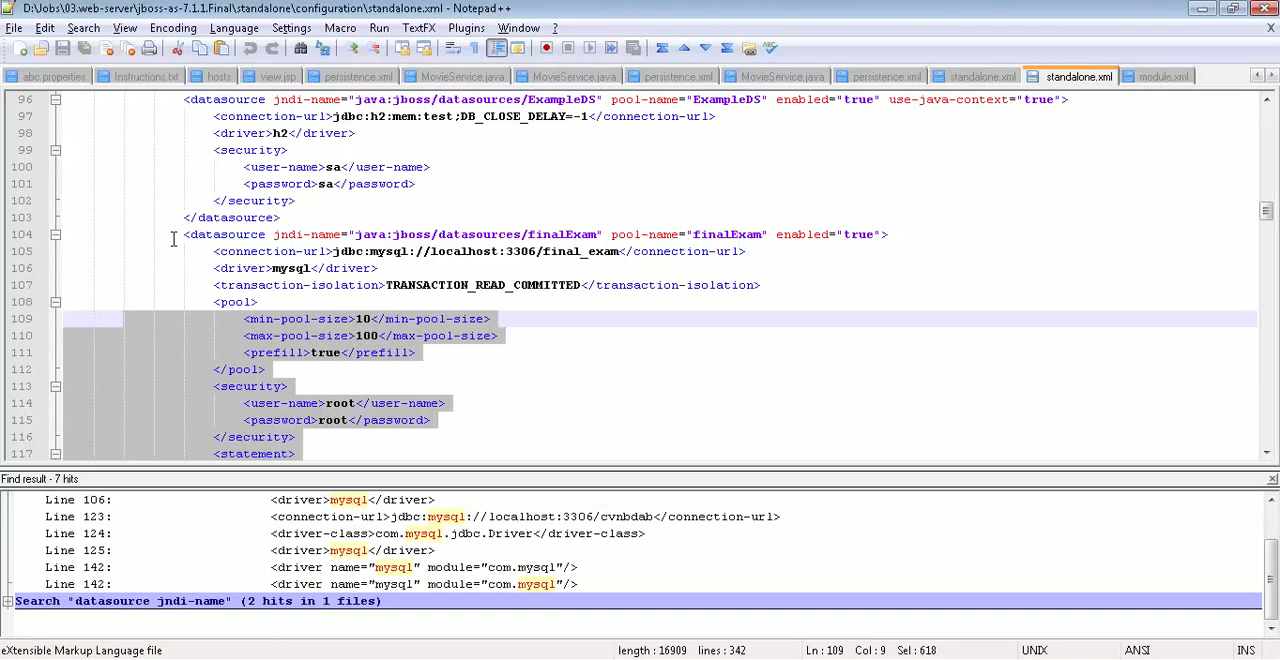 D:\Jobs\03.web-server\jboss-as-7.1.1.Final\standalone\configuration\standalone.xml - Notepad++
File Edit Search View Encoding Language Settings Macro Run TextFX Plugins Window ? X
abc.properties Instructions.txt hosts view.jsp persistence.xml MovieService.java MovieService.java persistence.xml MovieService.java persistence.xml standalone.xml standalone.xml module.xml
96 <datasource jndi-name="java:jboss/datasources/ExampleDS" pool-name="ExampleDS" enabled="true" use-java-context="true">
97 <connection-url>jdbc:h2:mem:test;DB_CLOSE_DELAY=-1</connection-url>
98 <driver>h2</driver>
99 <security>
100 <user-name>sa</user-name>
101 <password>sa</password>
102 </security>
103 </datasource>
104 <datasource jndi-name="java:jboss/datasources/finalExam" pool-name="finalExam" enabled="true">
105 <connection-url>jdbc:mysql://localhost:3306/final_exam</connection-url>
106 <driver>mysql</driver>
107 <transaction-isolation>TRANSACTION_READ_COMMITTED</transaction-isolation>
108 <pool>
109 <min-pool-size>10</min-pool-size>
110 <max-pool-size>100</max-pool-size>
111 <prefill>true</prefill>
112 </pool>
113 <security>
114 <user-name>root</user-name>
115 <password>root</password>
116 </security>
117 <statement>
Find result - 7 hits
Line 106: <driver>mysql</driver>
Line 123: <connection-url>jdbc:mysql://localhost:3306/cvnbdab</connection-url>
Line 124: <driver-class>com.mysql.jdbc.Driver</driver-class>
Line 125: <driver>mysql</driver>
Line 142: <driver name="mysql" module="com.mysql"/>
Line 142: <driver name="mysql" module="com.mysql"/>
Search "datasource jndi-name" (2 hits in 1 files)
eXtensible Markup Language file length : 16909 lines : 342 Ln : 109 Col : 9 Sel : 618 UNIX ANSI INS